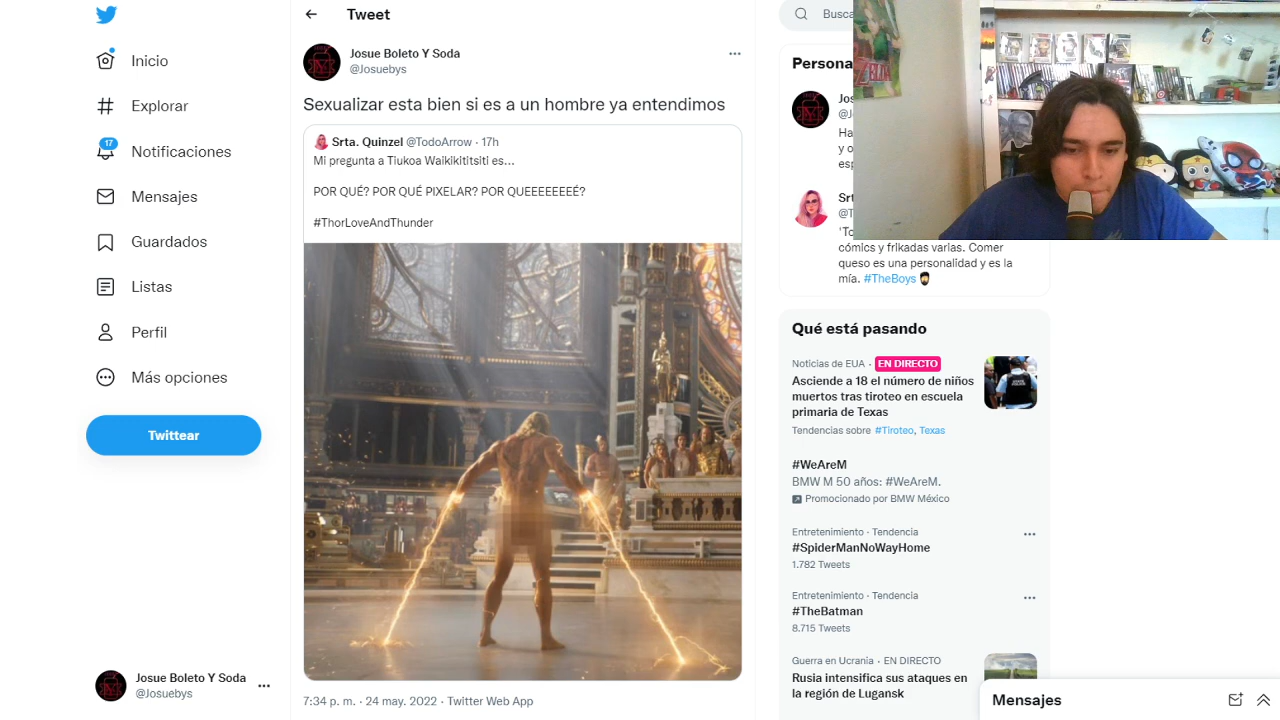 Tweet
Josue Boleto Y Soda
@Josuebys
Sexualizar esta bien si es a un hombre ya entendimos
Srta. Quinzel @TodoArrow · 17h
Mi pregunta a Tiukoa Waikikititsiti es...
POR QUÉ? POR QUÉ PIXELAR? POR QUEEEEEEEÉ?
#ThorLoveAndThunder
7:34 p. m. · 24 may. 2022 · Twitter Web App
Inicio
Explorar
17
Notificaciones
Mensajes
Guardados
Listas
Perfil
Más opciones
Twittear
Josue Boleto Y Soda
@Josuebys
Busca
Persona
Jos
@J
Ha
y o
esp
Srt
@T
'To
cómics y frikadas varias. Comer
queso es una personalidad y es la
mía. #TheBoys
Qué está pasando
Noticias de EUA · EN DIRECTO
Asciende a 18 el número de niños
muertos tras tiroteo en escuela
primaria de Texas
Tendencias sobre #Tiroteo, Texas
#WeAreM
BMW M 50 años: #WeAreM.
Promocionado por BMW México
Entretenimiento · Tendencia
#SpiderManNoWayHome
1.782 Tweets
Entretenimiento · Tendencia
#TheBatman
8.715 Tweets
Guerra en Ucrania · EN DIRECTO
Rusia intensifica sus ataques en
la región de Lugansk
Mensajes
ZELDA